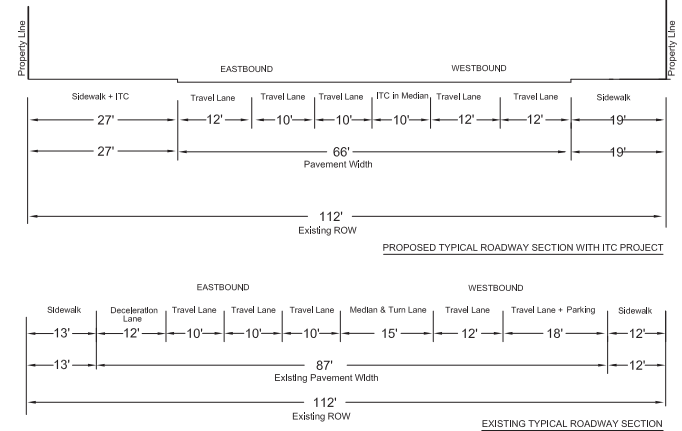 Property Line
Property Line
EASTBOUND
WESTBOUND
Sidewalk + ITC
Travel Lane
Travel Lane
Travel Lane
ITC in Median
Travel Lane
Travel Lane
Sidewalk
27'
12'
10'
10'
10'
12'
12'
19'
27'
66'
19'
Pavement Width
112'
Existing ROW
PROPOSED TYPICAL ROADWAY SECTION WITH ITC PROJECT
EASTBOUND
WESTBOUND
Sidewalk
Deceleration
Lane
Travel Lane
Travel Lane
Travel Lane
Median & Turn Lane
Travel Lane
Travel Lane + Parking
Sidewalk
13'
12'
10'
10'
10'
15'
12'
18'
12'
13'
87'
12'
Existing Pavement Width
112'
Existing ROW
EXISTING TYPICAL ROADWAY SECTION